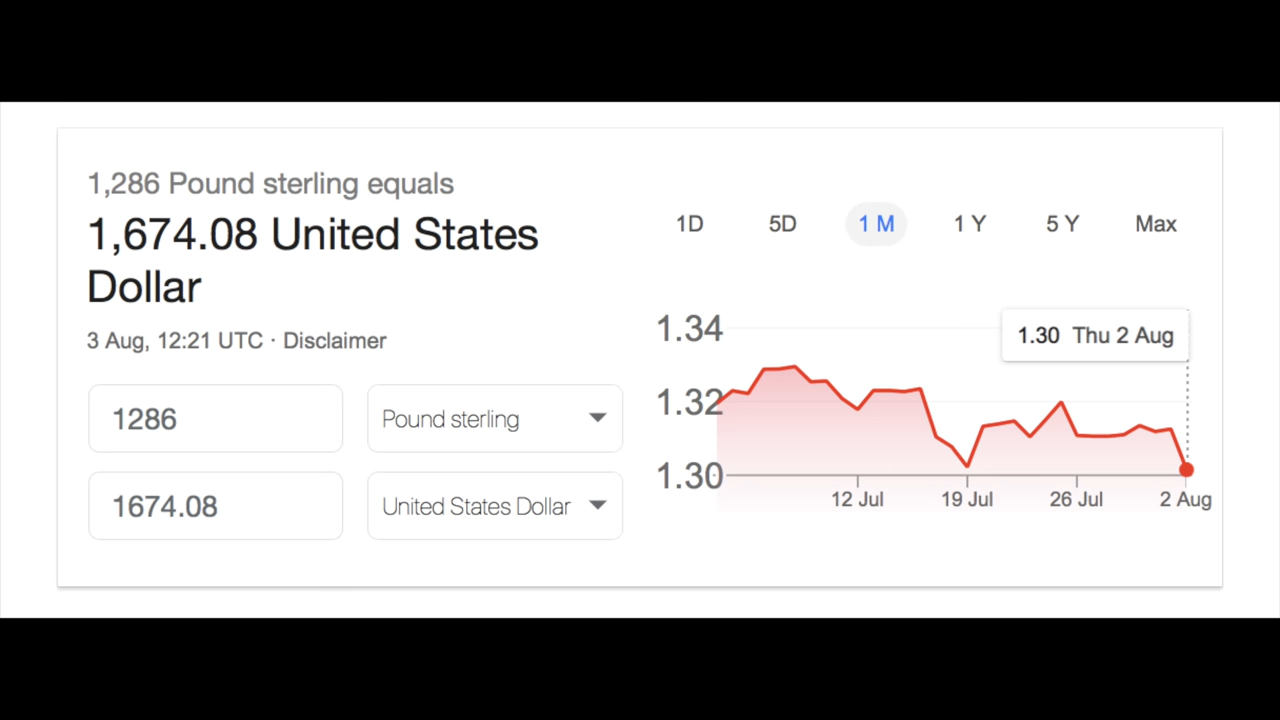 1,286 Pound sterling equals
1,674.08 United States
Dollar
3 Aug, 12:21 UTC · Disclaimer
1286
Pound sterling
1674.08
United States Dollar
1D 5D 1 M 1 Y 5 Y Max
1.34
1.30 Thu 2 Aug
1.32
1.30
12 Jul 19 Jul 26 Jul 2 Aug